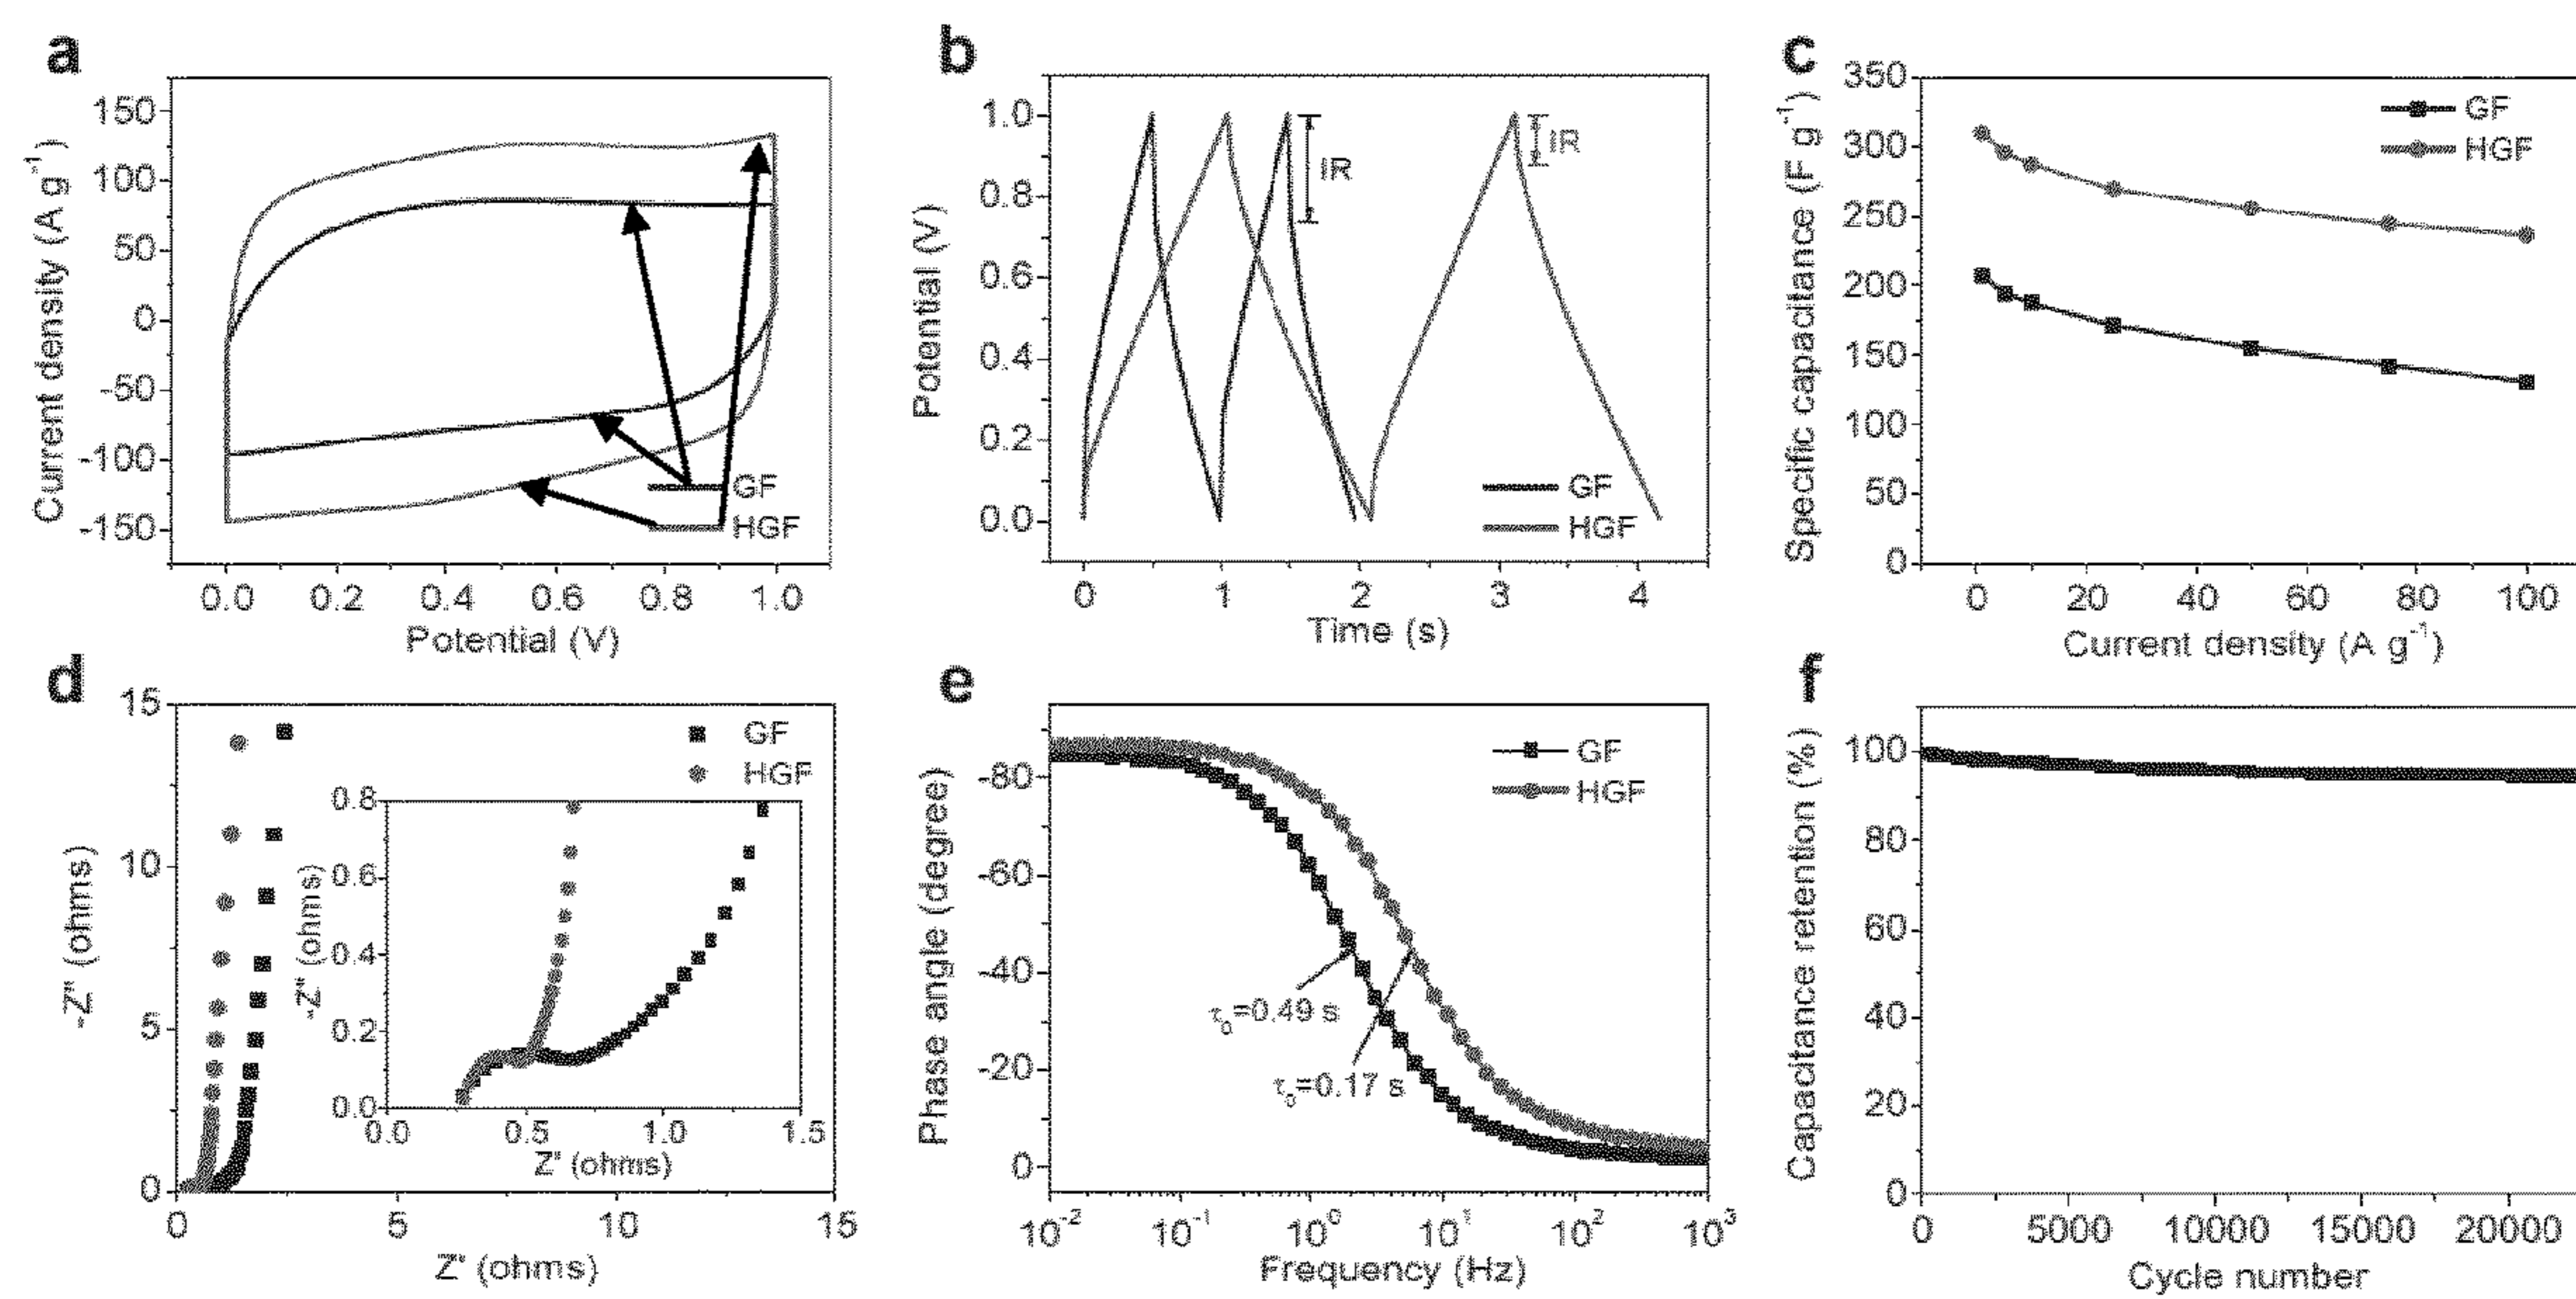 a
150
100
50
0
-50
-100
-150
Current density (A g⁻¹)
0.0 0.2 0.4 0.6 0.8 1.0
Potential (V)
GF
HGF
b
1.0
0.8
0.6
0.4
0.2
0.0
Potential (V)
0 1 2 3 4
Time (s)
IR
IR
GF
HGF
c
350
300
250
200
150
100
50
0
Specific capacitance (F g⁻¹)
0 20 40 60 80 100
Current density (A g⁻¹)
GF
HGF
d
15
10
5
0
-Z" (ohms)
0 5 10 15
Z' (ohms)
GF
HGF
0.8
0.6
0.4
0.2
0.0
-Z" (ohms)
0.0 0.5 1.0 1.5
Z' (ohms)
e
-80
-60
-40
-20
0
Phase angle (degree)
10⁻² 10⁻¹ 10⁰ 10¹ 10² 10³
Frequency (Hz)
GF
HGF
τ₀=0.49 s
τ₀=0.17 s
f
100
80
60
40
20
0
Capacitance retention (%)
0 5000 10000 15000 20000
Cycle number